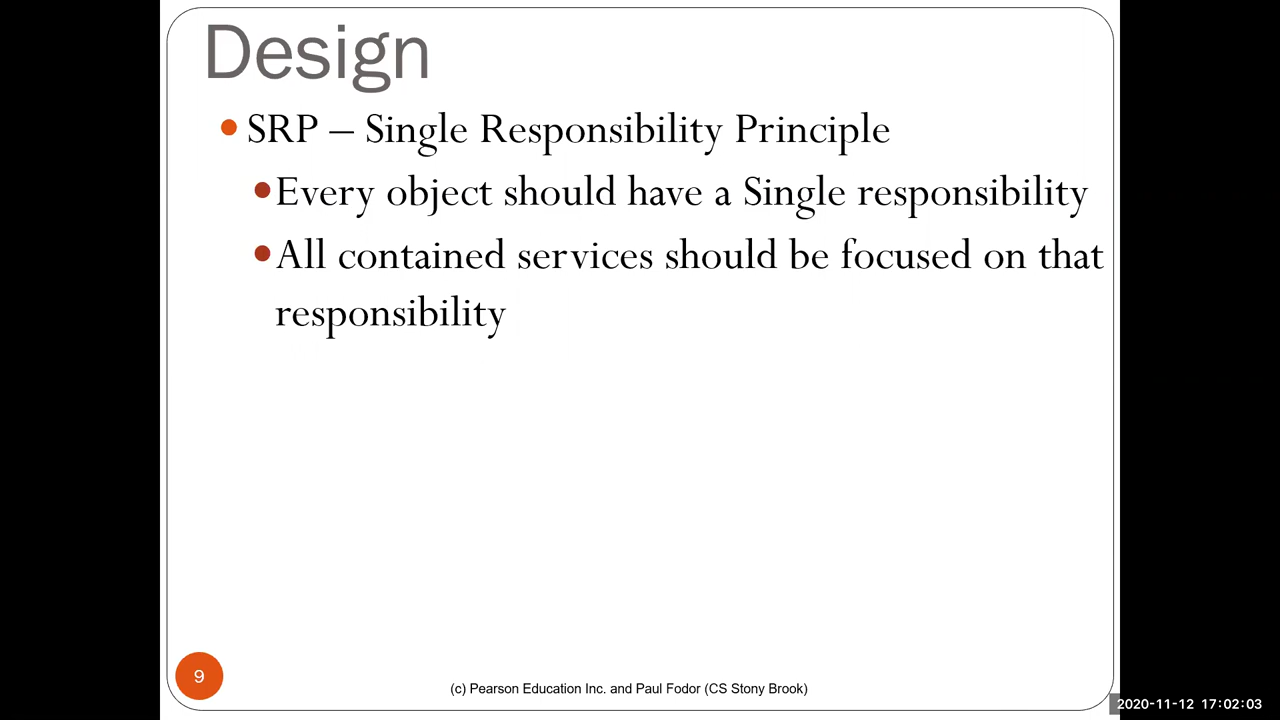 Design
SRP – Single Responsibility Principle
Every object should have a Single responsibility
All contained services should be focused on that
responsibility
9
(c) Pearson Education Inc. and Paul Fodor (CS Stony Brook)
2020-11-12 17:02:03